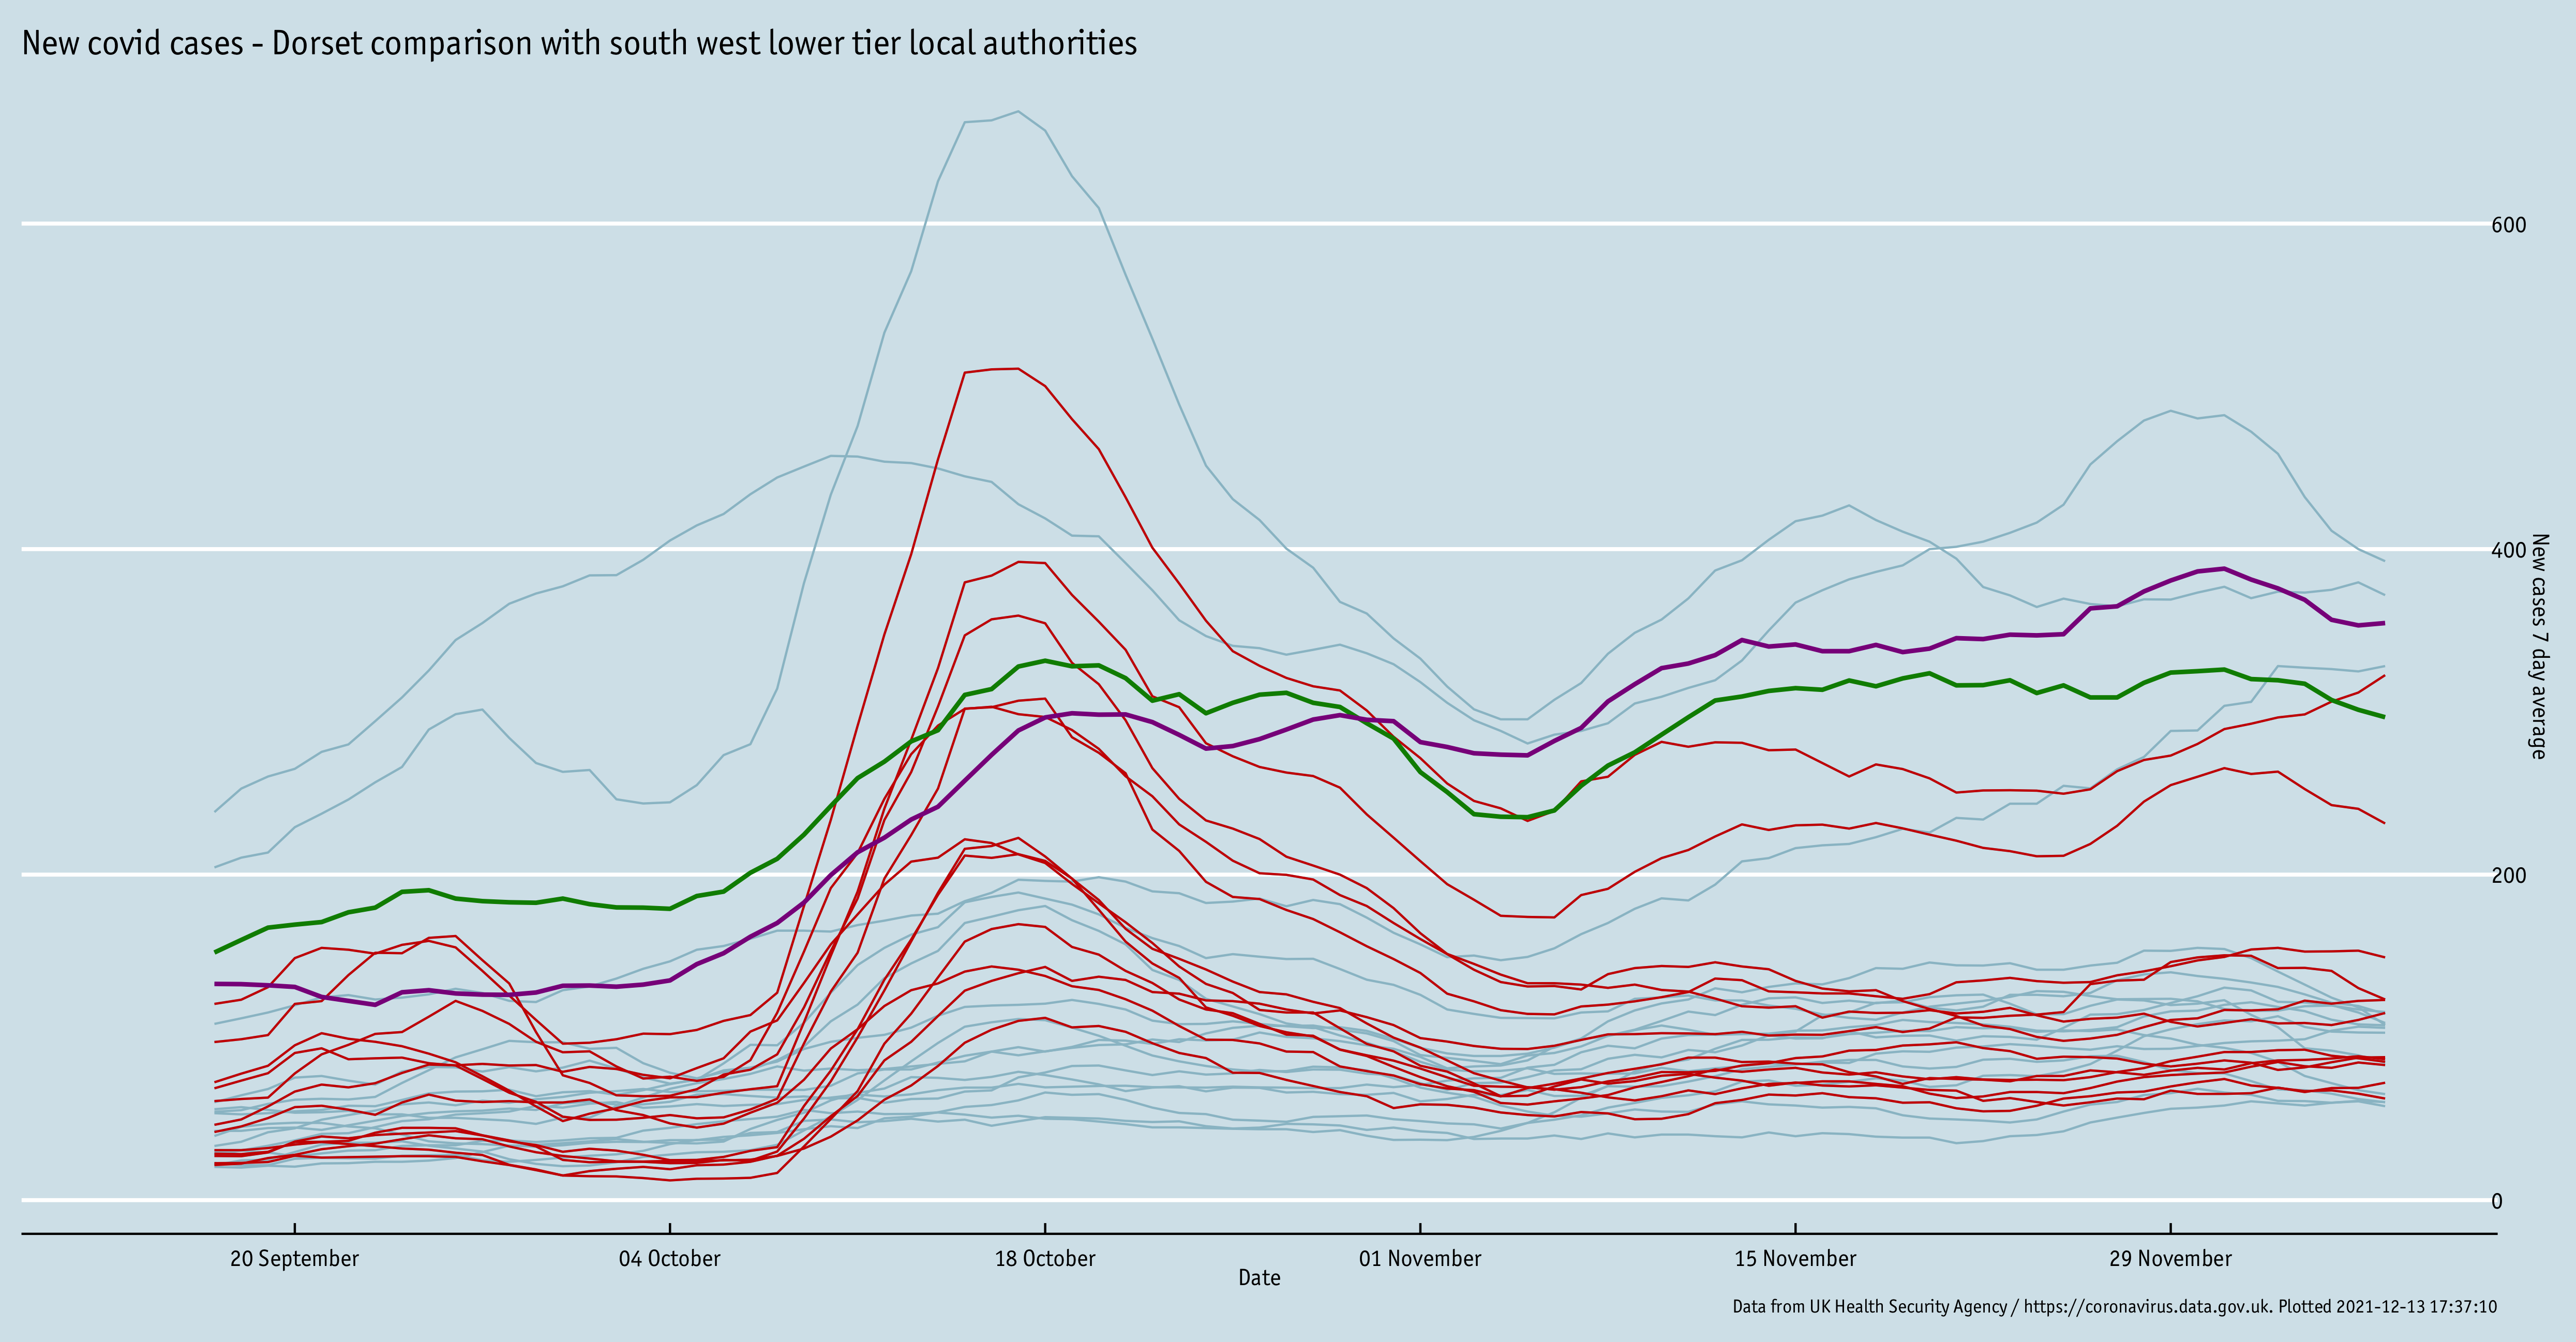 New covid cases - Dorset comparison with south west lower tier local authorities
600
400
200
0
New cases 7 day average
20 September
04 October
18 October
01 November
15 November
29 November
Date
Data from UK Health Security Agency / https://coronavirus.data.gov.uk. Plotted 2021-12-13 17:37:10